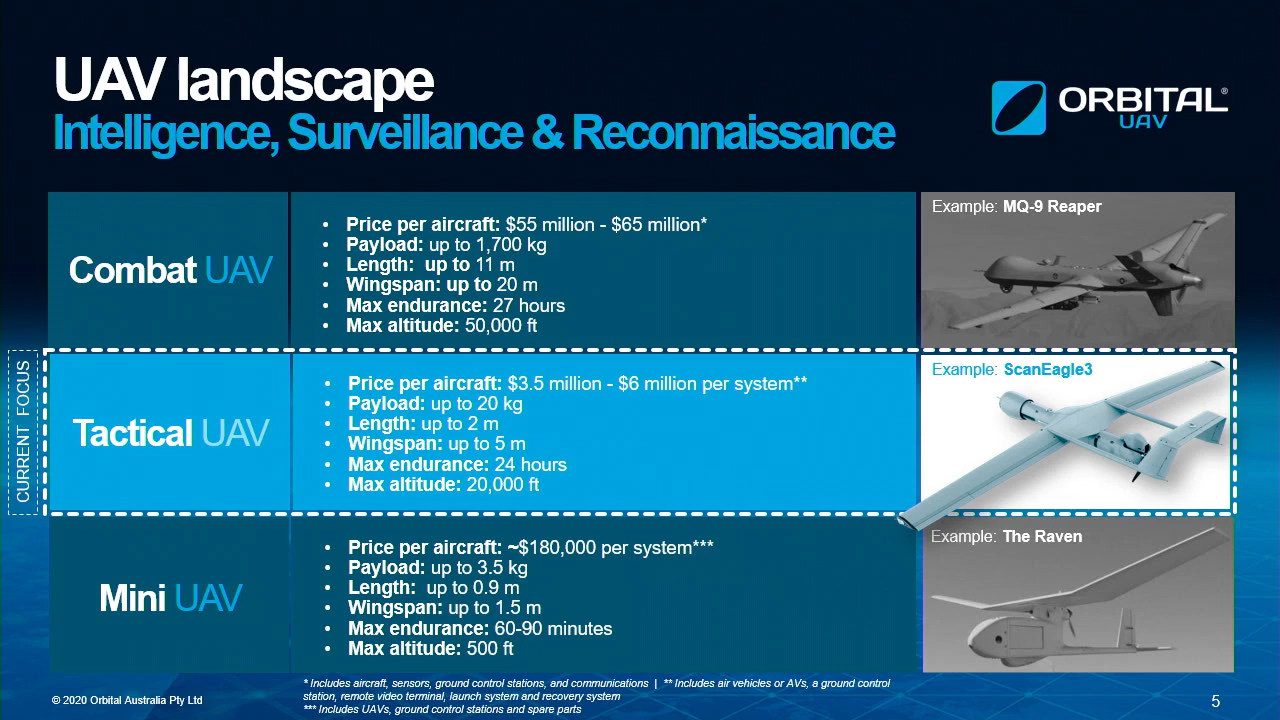 UAV landscape
Intelligence, Surveillance & Reconnaissance
ORBITAL®
UAV
Combat UAV
• Price per aircraft: $55 million - $65 million*
• Payload: up to 1,700 kg
• Length: up to 11 m
• Wingspan: up to 20 m
• Max endurance: 27 hours
• Max altitude: 50,000 ft
Example: MQ-9 Reaper
CURRENT FOCUS
Tactical UAV
• Price per aircraft: $3.5 million - $6 million per system**
• Payload: up to 20 kg
• Length: up to 2 m
• Wingspan: up to 5 m
• Max endurance: 24 hours
• Max altitude: 20,000 ft
Example: ScanEagle3
Mini UAV
• Price per aircraft: ~$180,000 per system***
• Payload: up to 3.5 kg
• Length: up to 0.9 m
• Wingspan: up to 1.5 m
• Max endurance: 60-90 minutes
• Max altitude: 500 ft
Example: The Raven
© 2020 Orbital Australia Pty Ltd
* Includes aircraft, sensors, ground control stations, and communications | ** Includes air vehicles or AVs, a ground control
station, remote video terminal, launch system and recovery system
*** Includes UAVs, ground control stations and spare parts
5